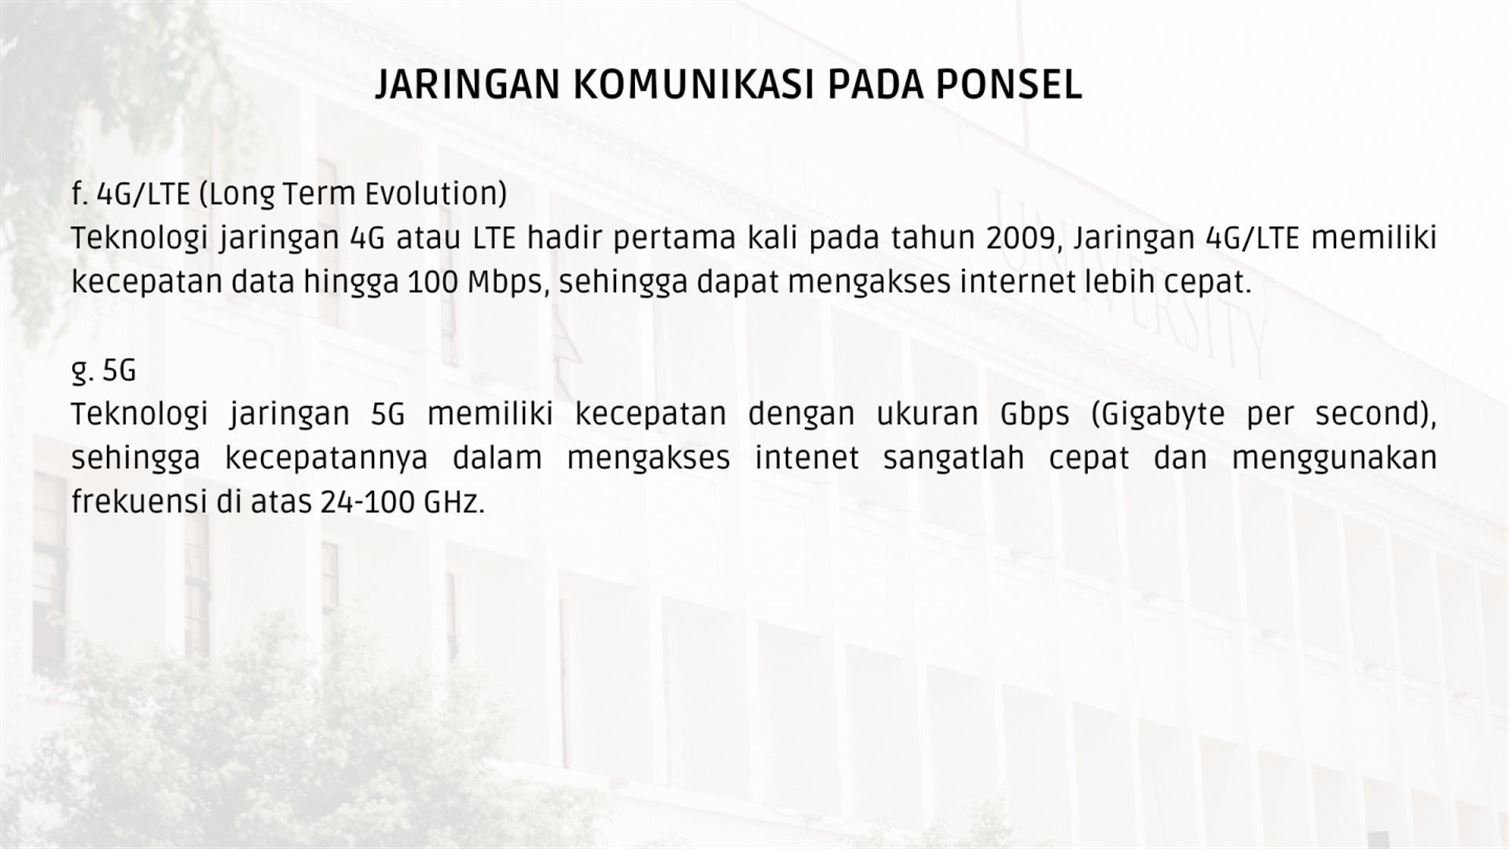 JARINGAN KOMUNIKASI PADA PONSEL
f. 4G/LTE (Long Term Evolution)
Teknologi jaringan 4G atau LTE hadir pertama kali pada tahun 2009, Jaringan 4G/LTE memiliki
kecepatan data hingga 100 Mbps, sehingga dapat mengakses internet lebih cepat.
g. 5G
Teknologi jaringan 5G memiliki kecepatan dengan ukuran Gbps (Gigabyte per second),
sehingga kecepatannya dalam mengakses intenet sangatlah cepat dan menggunakan
frekuensi di atas 24-100 GHz.
UNIVERSITY